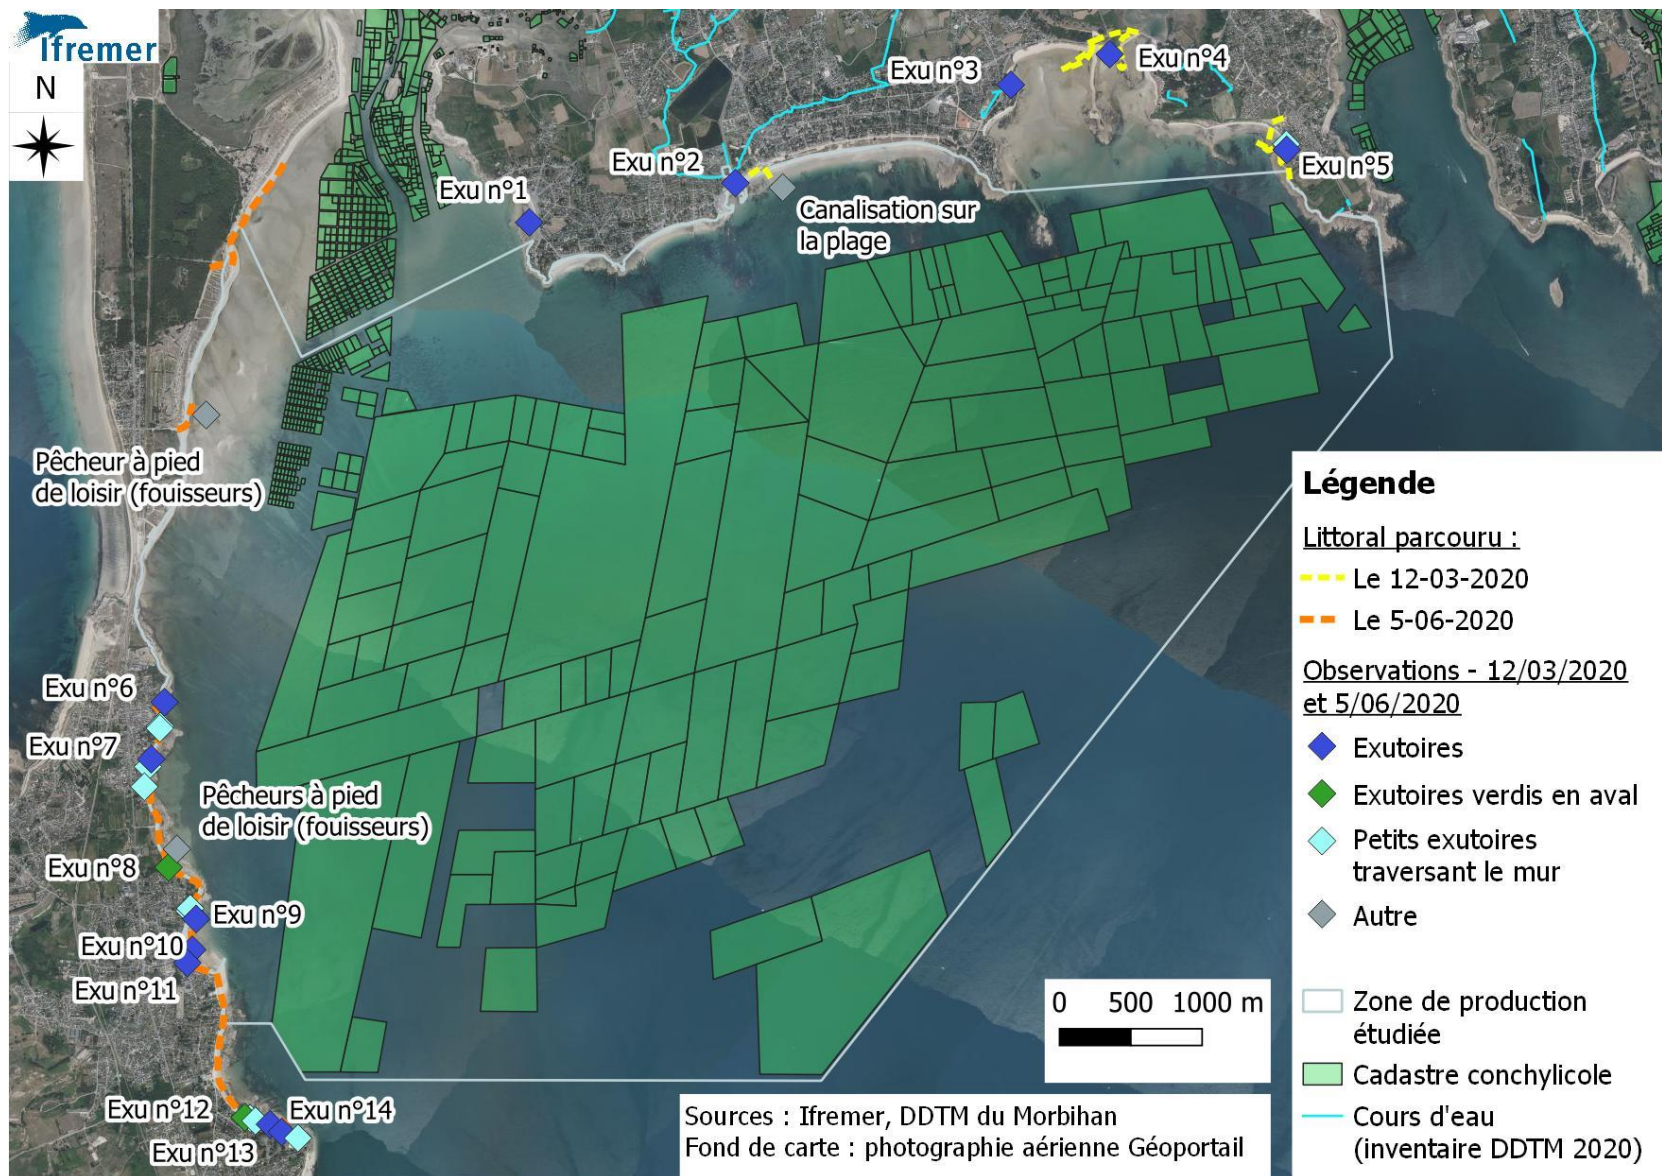 Ifremer
N
Exu n°3
Exu n°4
Exu n°2
Exu n°5
Exu n°1
Canalisation sur
la plage
Pêcheur à pied
de loisir (fouisseurs)
Exu n°6
Exu n°7
Pêcheurs à pied
de loisir (fouisseurs)
Exu n°8
Exu n°9
Exu n°10
Exu n°11
Exu n°12
Exu n°14
Exu n°13
Légende
Littoral parcouru :
Le 12-03-2020
Le 5-06-2020
Observations - 12/03/2020
et 5/06/2020
Exutoires
Exutoires verdis en aval
Petits exutoires
traversant le mur
Autre
Zone de production
étudiée
Cadastre conchylicole
Cours d'eau
(inventaire DDTM 2020)
0 500 1000 m
Sources : Ifremer, DDTM du Morbihan
Fond de carte : photographie aérienne Géoportail